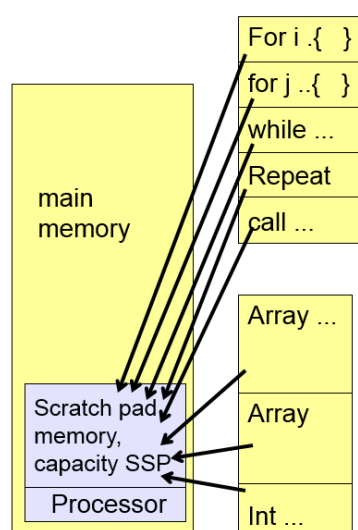 For i .{ }
for j ..{ }
while ...
Repeat
call ...
main
memory
Array ...
Array
Int ...
Scratch pad
memory,
capacity SSP
Processor